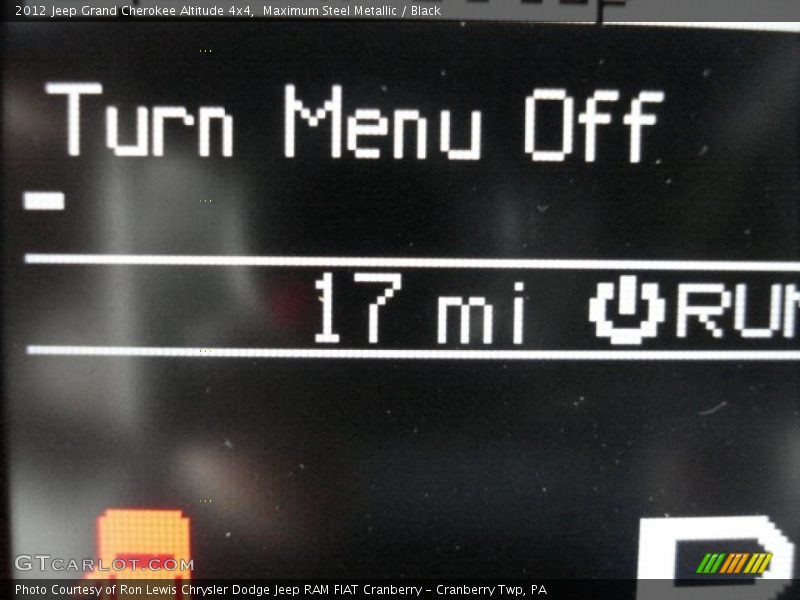 2012 Jeep Grand Cherokee Altitude 4x4,  Maximum Steel Metallic / Black
Turn Menu Off
17 mi RUN
GTcarlot.com
Photo Courtesy of Ron Lewis Chrysler Dodge Jeep RAM FIAT Cranberry – Cranberry Twp, PA